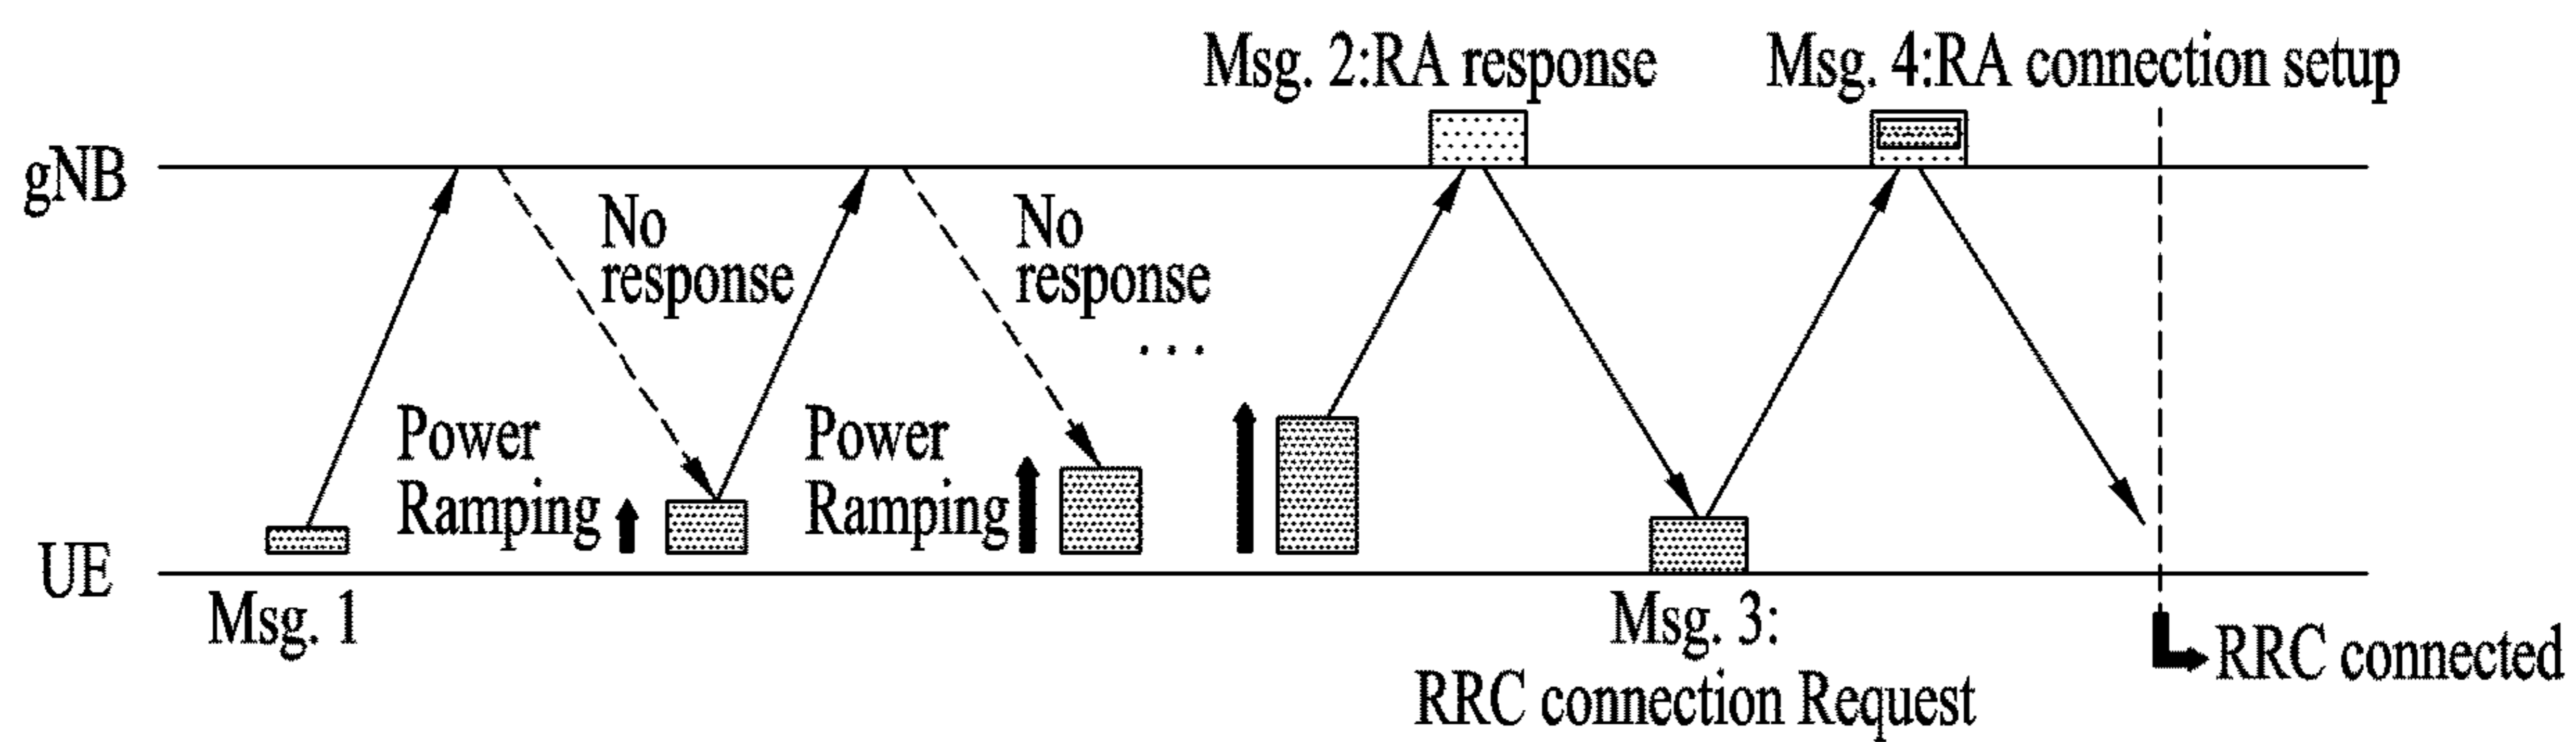 Msg. 2:RA response
Msg. 4:RA connection setup
gNB
No
response
No
response
...
Power
Ramping
Power
Ramping
UE
Msg. 1
Msg. 3:
RRC connection Request
RRC connected